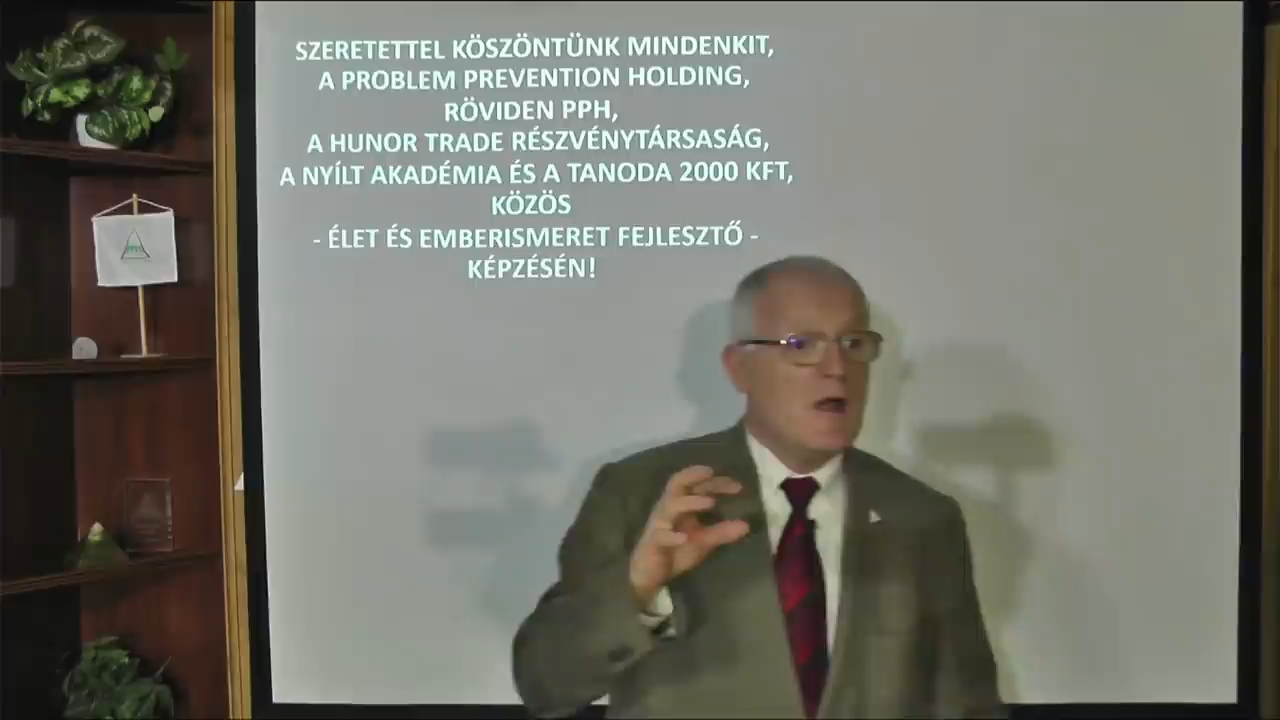 SZERETETTEL KÖSZÖNTÜNK MINDENKIT,
A PROBLEM PREVENTION HOLDING,
RÖVIDEN PPH,
A HUNOR TRADE RÉSZVÉNYTÁRSASÁG,
A NYÍLT AKADÉMIA ÉS A TANODA 2000 KFT,
KÖZÖS
- ÉLET ÉS EMBERISMERET FEJLESZTŐ -
KÉPZÉSÉN!